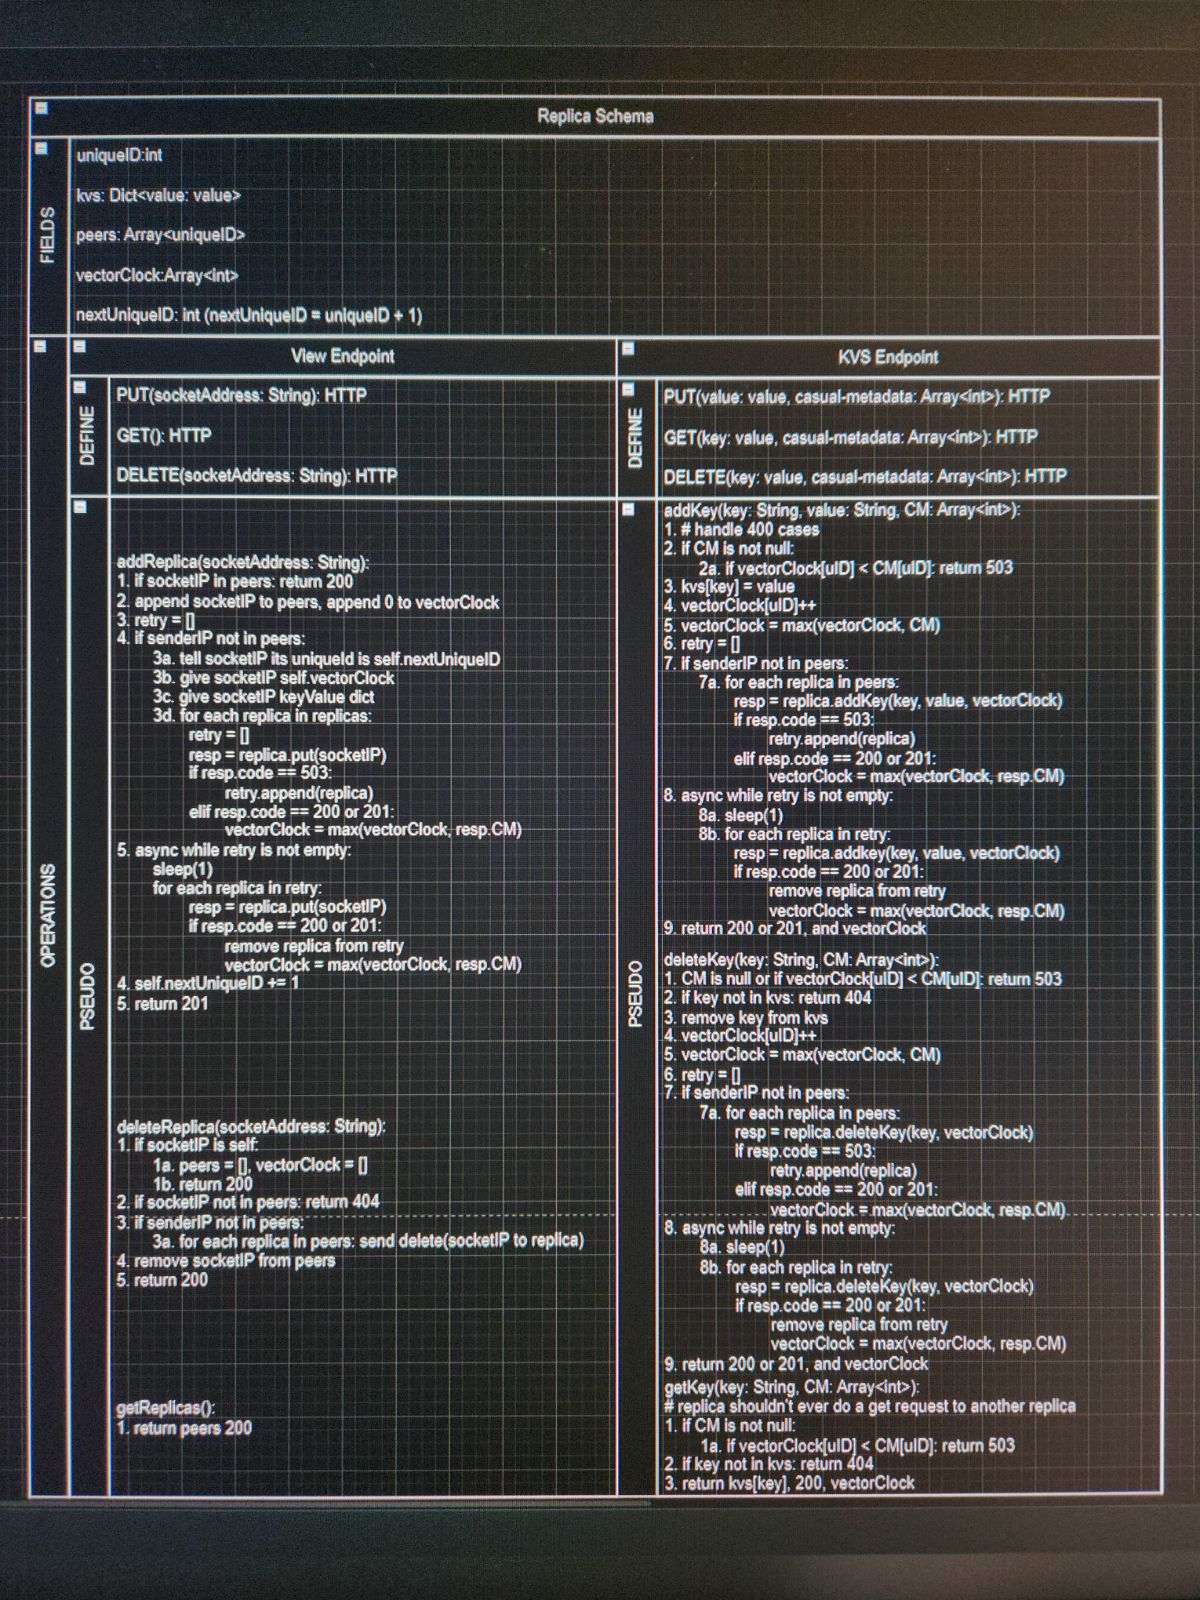 Replica Schema
FIELDS
uniqueID:int
kvs: Dict<value: value>
peers: Array<uniqueID>
vectorClock:Array<int>
nextUniqueID: int (nextUniqueID = uniqueID + 1)
OPERATIONS
View Endpoint
DEFINE
PUT(socketAddress: String): HTTP
GET(): HTTP
DELETE(socketAddress: String): HTTP
PSEUDO
addReplica(socketAddress: String):
1. if socketIP in peers: return 200
2. append socketIP to peers, append 0 to vectorClock
3. retry = []
4. if senderIP not in peers:
3a. tell socketIP its uniqueId is self.nextUniqueID
3b. give socketIP self.vectorClock
3c. give socketIP keyValue dict
3d. for each replica in replicas:
retry = []
resp = replica.put(socketIP)
if resp.code == 503:
retry.append(replica)
elif resp.code == 200 or 201:
vectorClock = max(vectorClock, resp.CM)
5. async while retry is not empty:
sleep(1)
for each replica in retry:
resp = replica.put(socketIP)
if resp.code == 200 or 201:
remove replica from retry
vectorClock = max(vectorClock, resp.CM)
4. self.nextUniqueID += 1
5. return 201
deleteReplica(socketAddress: String):
1. if socketIP is self:
1a. peers = [], vectorClock = []
1b. return 200
2. if socketIP not in peers: return 404
3. if senderIP not in peers:
3a. for each replica in peers: send delete(socketIP to replica)
4. remove socketIP from peers
5. return 200
getReplicas():
1. return peers 200
KVS Endpoint
DEFINE
PUT(value: value, casual-metadata: Array<int>): HTTP
GET(key: value, casual-metadata: Array<int>): HTTP
DELETE(key: value, casual-metadata: Array<int>): HTTP
PSEUDO
addKey(key: String, value: String, CM: Array<int>):
1. # handle 400 cases
2. if CM is not null:
2a. if vectorClock[uID] < CM[uID]: return 503
3. kvs[key] = value
4. vectorClock[uID]++
5. vectorClock = max(vectorClock, CM)
6. retry = []
7. if senderIP not in peers:
7a. for each replica in peers:
resp = replica.addKey(key, value, vectorClock)
if resp.code == 503:
retry.append(replica)
elif resp.code == 200 or 201:
vectorClock = max(vectorClock, resp.CM)
8. async while retry is not empty:
8a. sleep(1)
8b. for each replica in retry:
resp = replica.addkey(key, value, vectorClock)
if resp.code == 200 or 201:
remove replica from retry
vectorClock = max(vectorClock, resp.CM)
9. return 200 or 201, and vectorClock
deleteKey(key: String, CM: Array<int>):
1. CM is null or if vectorClock[uID] < CM[uID]: return 503
2. if key not in kvs: return 404
3. remove key from kvs
4. vectorClock[uID]++
5. vectorClock = max(vectorClock, CM)
6. retry = []
7. if senderIP not in peers:
7a. for each replica in peers:
resp = replica.deleteKey(key, vectorClock)
if resp.code == 503:
retry.append(replica)
elif resp.code == 200 or 201:
vectorClock = max(vectorClock, resp.CM)
8. async while retry is not empty:
8a. sleep(1)
8b. for each replica in retry:
resp = replica.deleteKey(key, vectorClock)
if resp.code == 200 or 201:
remove replica from retry
vectorClock = max(vectorClock, resp.CM)
9. return 200 or 201, and vectorClock
getKey(key: String, CM: Array<int>):
# replica shouldn't ever do a get request to another replica
1. if CM is not null:
1a. if vectorClock[uID] < CM[uID]: return 503
2. if key not in kvs: return 404
3. return kvs[key], 200, vectorClock